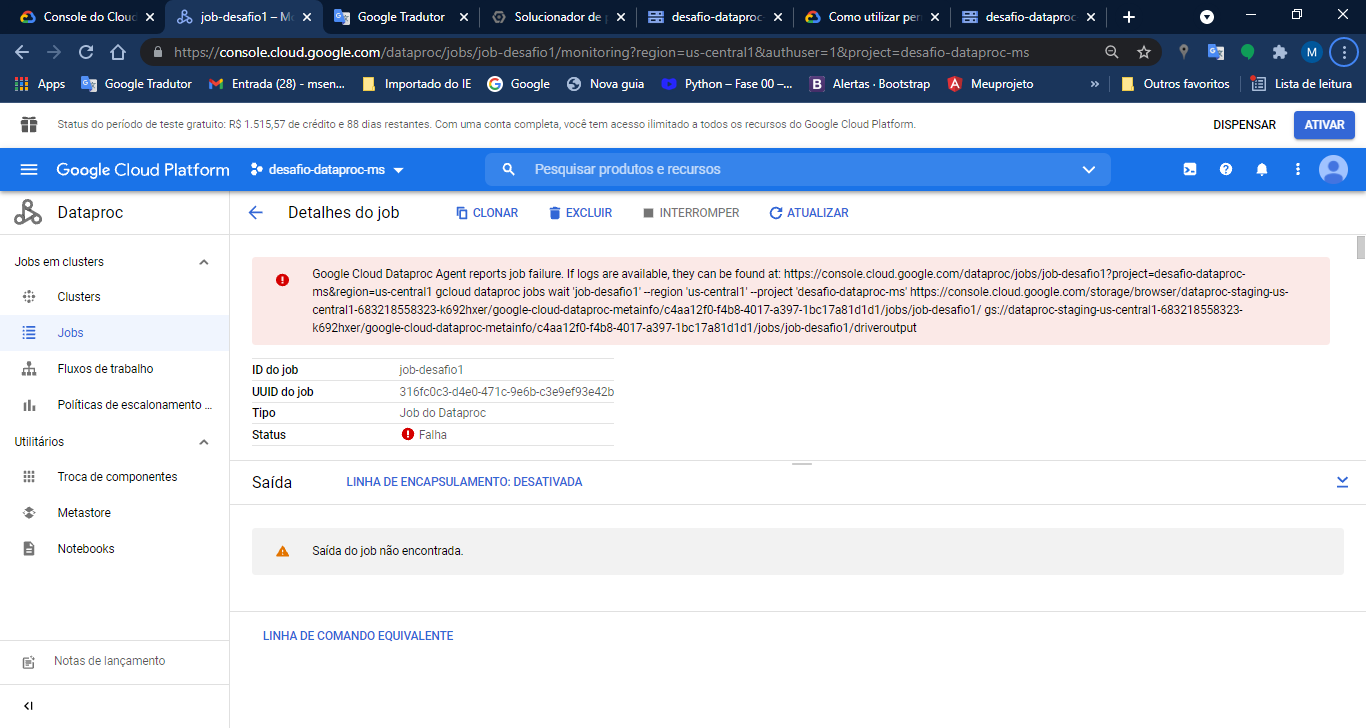 Console do Cloud
job-desafio1 – M
Google Tradutor
Solucionador de p
desafio-dataproc-
Como utilizar per
desafio-dataproc-
https://console.cloud.google.com/dataproc/jobs/job-desafio1/monitoring?region=us-central1&authuser=1&project=desafio-dataproc-ms
M
Apps
Google Tradutor
Entrada (28) - msen...
Importado do IE
Google
Nova guia
Python – Fase 00 –...
B
Alertas · Bootstrap
Meuprojeto
»
Outros favoritos
Lista de leitura
Status do período de teste gratuito: R$ 1.515,57 de crédito e 88 dias restantes. Com uma conta completa, você tem acesso ilimitado a todos os recursos do Google Cloud Platform.
DISPENSAR
ATIVAR
Google Cloud Platform
desafio-dataproc-ms
Pesquisar produtos e recursos
Dataproc
Detalhes do job
CLONAR
EXCLUIR
INTERROMPER
ATUALIZAR
Jobs em clusters
Clusters
Jobs
Fluxos de trabalho
Políticas de escalonamento ...
Utilitários
Troca de componentes
Metastore
Notebooks
Notas de lançamento
Google Cloud Dataproc Agent reports job failure. If logs are available, they can be found at: https://console.cloud.google.com/dataproc/jobs/job-desafio1?project=desafio-dataproc-
ms&region=us-central1 gcloud dataproc jobs wait 'job-desafio1' --region 'us-central1' --project 'desafio-dataproc-ms' https://console.cloud.google.com/storage/browser/dataproc-staging-us-
central1-683218558323-k692hxer/google-cloud-dataproc-metainfo/c4aa12f0-f4b8-4017-a397-1bc17a81d1d1/jobs/job-desafio1/ gs://dataproc-staging-us-central1-683218558323-
k692hxer/google-cloud-dataproc-metainfo/c4aa12f0-f4b8-4017-a397-1bc17a81d1d1/jobs/job-desafio1/driveroutput
ID do job job-desafio1
UUID do job 316fc0c3-d4e0-471c-9e6b-c3e9ef93e42b
Tipo Job do Dataproc
Status Falha
Saída
LINHA DE ENCAPSULAMENTO: DESATIVADA
Saída do job não encontrada.
LINHA DE COMANDO EQUIVALENTE